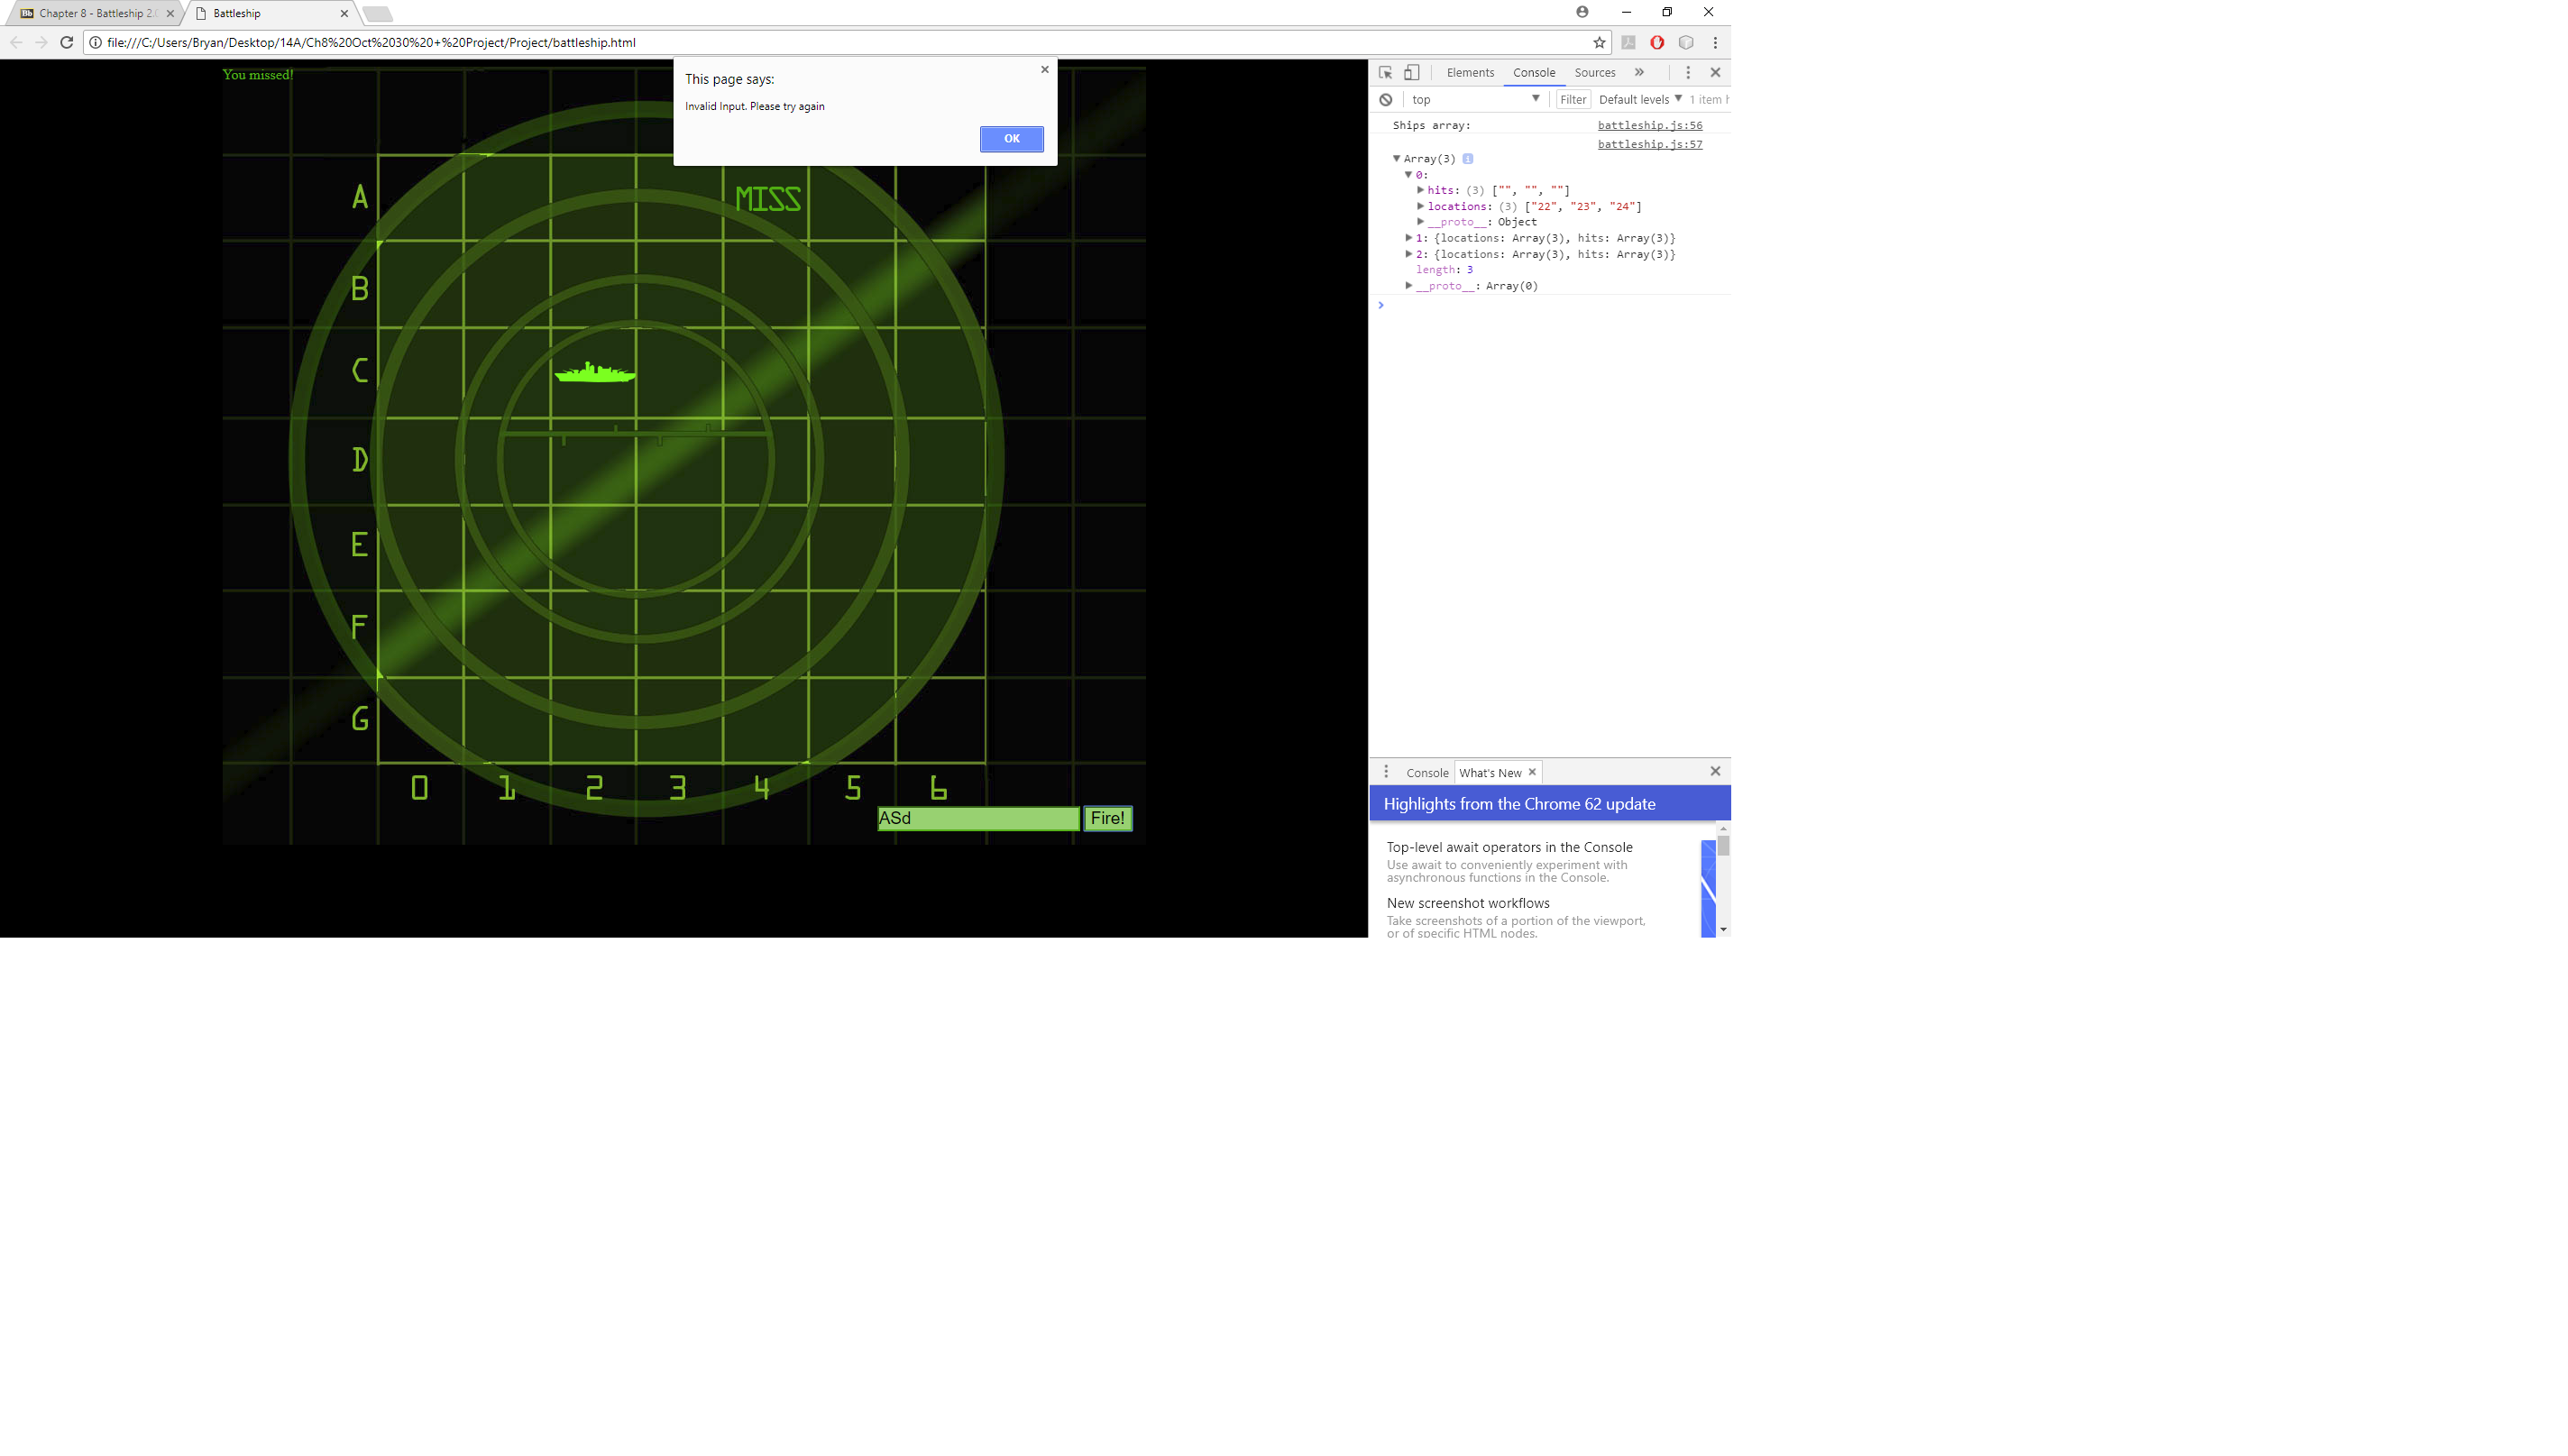 Chapter 8 - Battleship 2.0
Battleship
file:///C:/Users/Bryan/Desktop/14A/Ch8%20Oct%2030%20+%20Project/Project/battleship.html
You missed!
This page says:
Invalid Input. Please try again
OK
MISS
A
B
C
D
E
F
G
0 1 2 3 4 5 6
ASd Fire!
Elements Console Sources »
top Filter Default levels 1 item h
Ships array: battleship.js:56
battleship.js:57
Array(3) i
0:
hits: (3) ["", "", ""]
locations: (3) ["22", "23", "24"]
__proto__: Object
1: {locations: Array(3), hits: Array(3)}
2: {locations: Array(3), hits: Array(3)}
length: 3
__proto__: Array(0)
Console What's New
Highlights from the Chrome 62 update
Top-level await operators in the Console
Use await to conveniently experiment with
asynchronous functions in the Console.
New screenshot workflows
Take screenshots of a portion of the viewport,
or of specific HTML nodes.